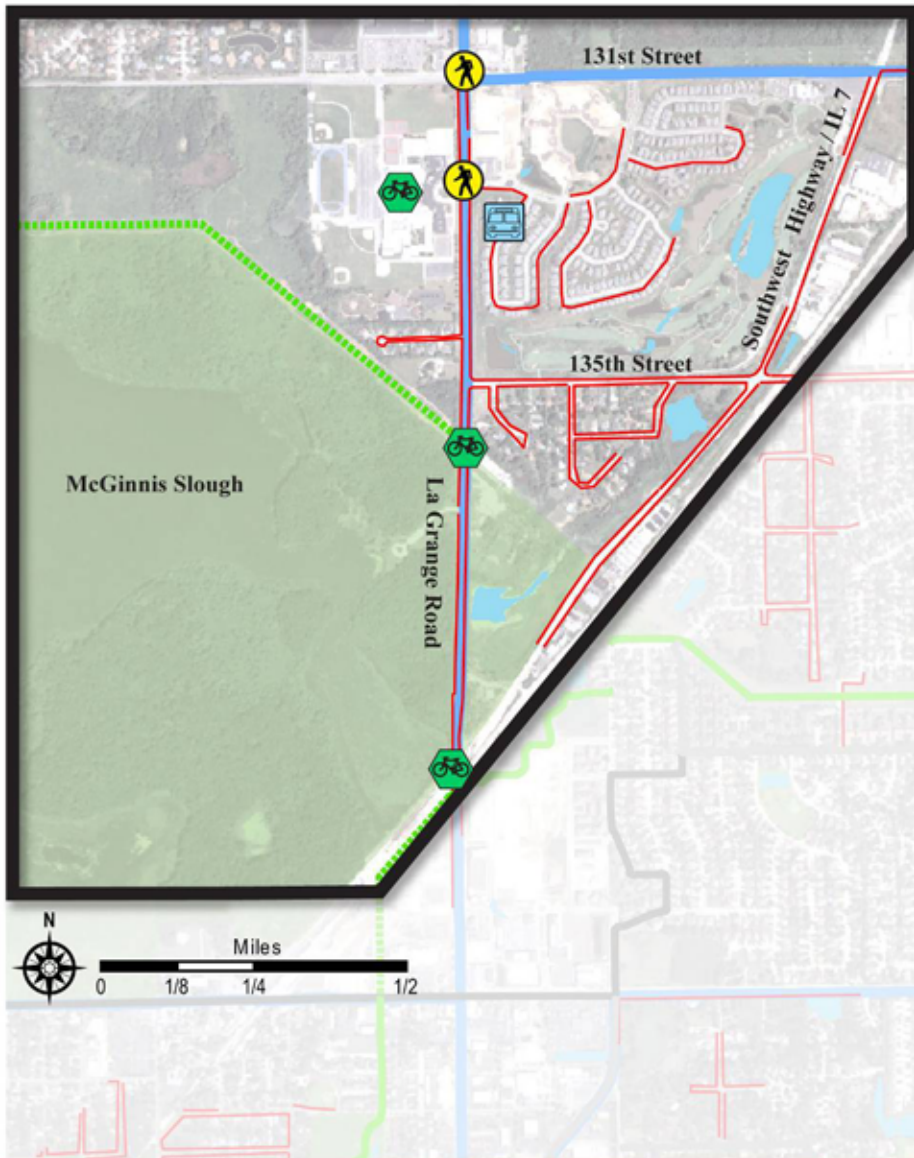 131st Street
Southwest Highway / IL 7
135th Street
McGinnis Slough
La Grange Road
N
Miles
0 1/8 1/4 1/2